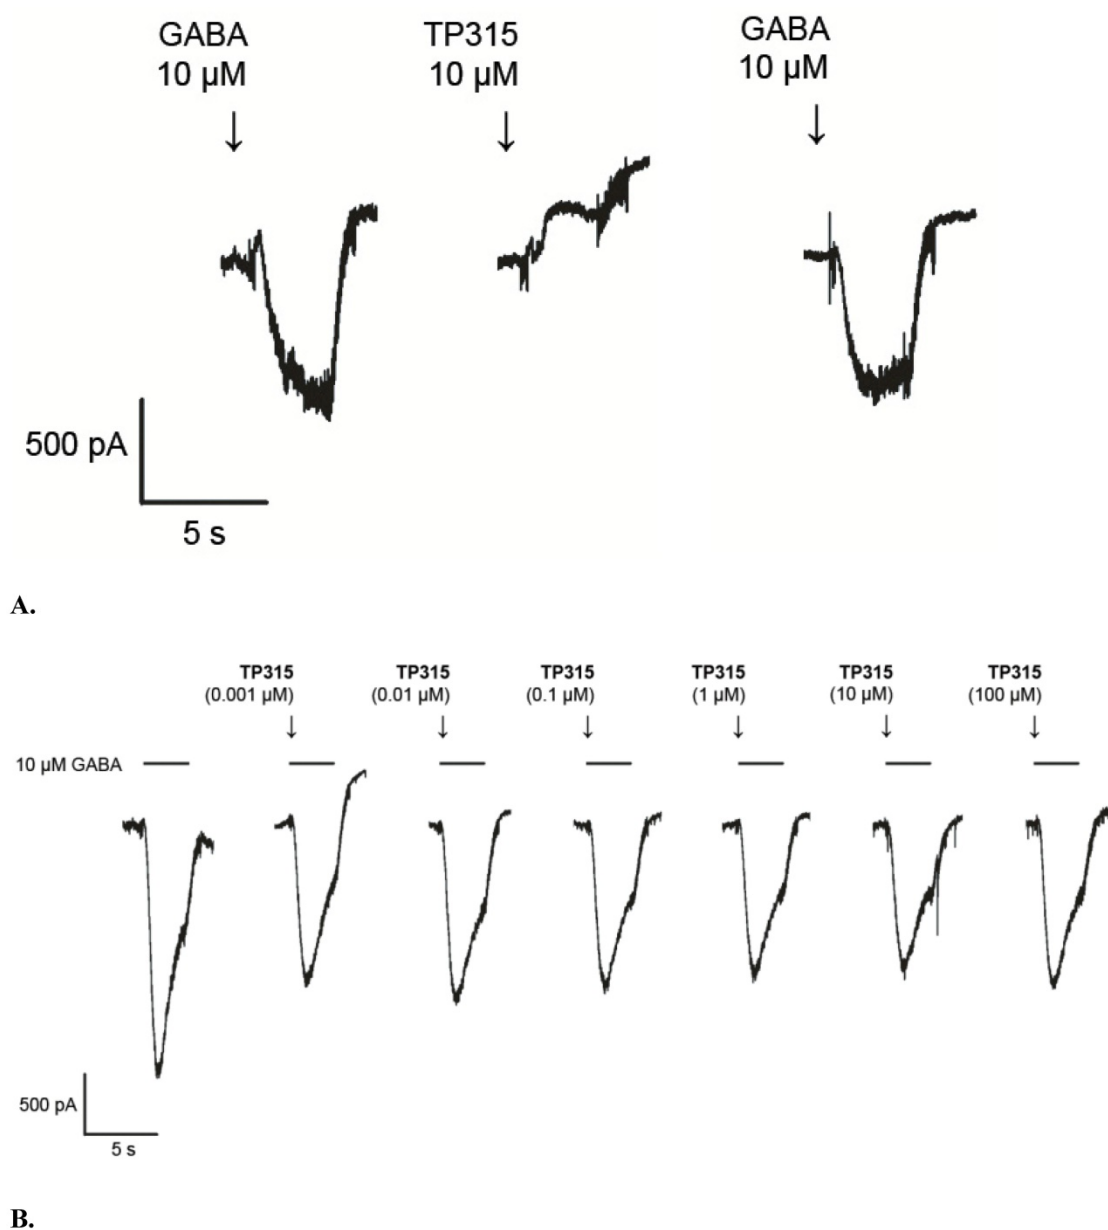 GABA
10 µM
TP315
10 µM
GABA
10 µM
500 pA
5 s
A.
TP315
(0.001 µM)
TP315
(0.01 µM)
TP315
(0.1 µM)
TP315
(1 µM)
TP315
(10 µM)
TP315
(100 µM)
10 µM GABA
500 pA
5 s
B.